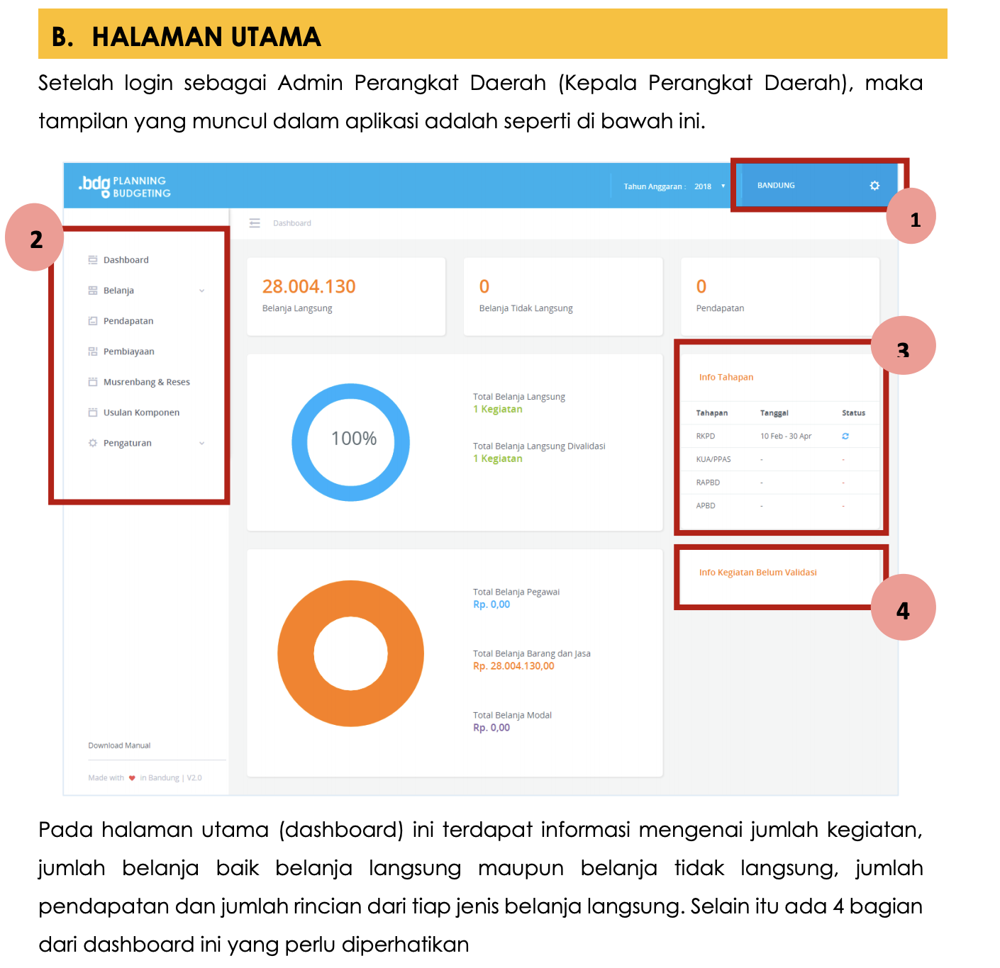 B. HALAMAN UTAMA
Setelah login sebagai Admin Perangkat Daerah (Kepala Perangkat Daerah), maka
tampilan yang muncul dalam aplikasi adalah seperti di bawah ini.
.bdg PLANNING
BUDGETING
Tahun Anggaran : 2018
BANDUNG
1
2
Dashboard
Dashboard
Belanja
Pendapatan
Pembiayaan
Musrenbang & Reses
Usulan Komponen
Pengaturan
28.004.130
Belanja Langsung
0
Belanja Tidak Langsung
0
Pendapatan
3
100%
Total Belanja Langsung
1 Kegiatan
Total Belanja Langsung Divalidasi
1 Kegiatan
Info Tahapan
Tahapan Tanggal Status
RKPD 10 Feb - 30 Apr
KUA/PPAS - -
RAPBD - -
APBD - -
Total Belanja Pegawai
Rp. 0,00
Total Belanja Barang dan Jasa
Rp. 28.004.130,00
Total Belanja Modal
Rp. 0,00
Info Kegiatan Belum Validasi
4
Download Manual
Made with ❤ in Bandung | V2.0
Pada halaman utama (dashboard) ini terdapat informasi mengenai jumlah kegiatan,
jumlah belanja baik belanja langsung maupun belanja tidak langsung, jumlah
pendapatan dan jumlah rincian dari tiap jenis belanja langsung. Selain itu ada 4 bagian
dari dashboard ini yang perlu diperhatikan